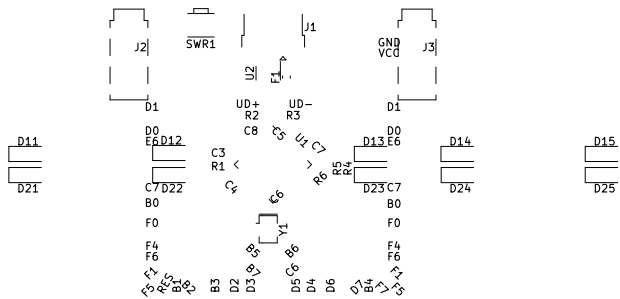 J2
SWR1
J1
GND
VCC
J3
U2
F1
D1
UD+
UD-
D1
R2
R3
D0
C8
C5
D0
E6
U1
E6
D11
D12
C7
D13
D14
D15
C3
R1
R5
R4
D21
D22
C4
R6
D23
D24
D25
C7
C7
B0
C6
B0
F0
Y1
F0
F4
B5
B6
F4
F6
F6
F1
B7
C6
F1
F5
RES
B1
B2
B3
D2
D3
D5
D4
D6
D7
B4
F7
F5